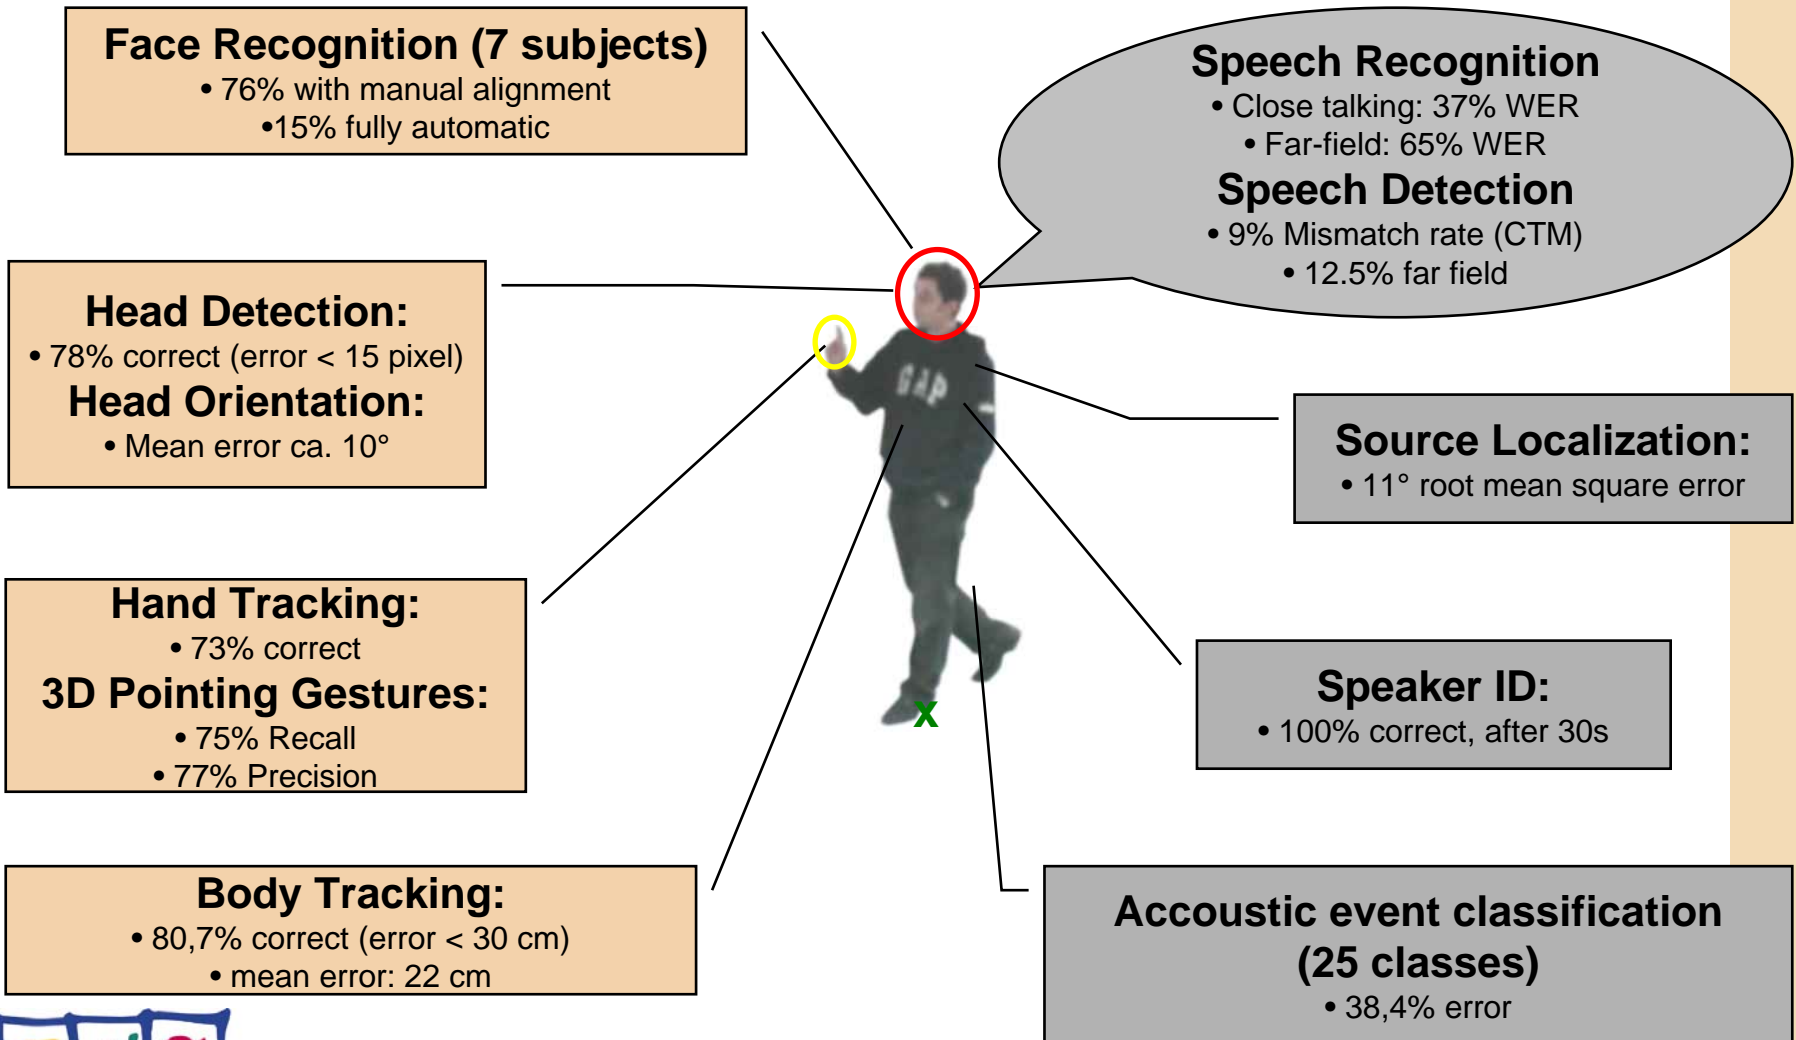 Face Recognition (7 subjects)
• 76% with manual alignment
•15% fully automatic
Speech Recognition
• Close talking: 37% WER
• Far-field: 65% WER
Speech Detection
• 9% Mismatch rate (CTM)
• 12.5% far field
Head Detection:
• 78% correct (error < 15 pixel)
Head Orientation:
• Mean error ca. 10°
GAP
Source Localization:
• 11° root mean square error
Hand Tracking:
• 73% correct
3D Pointing Gestures:
• 75% Recall
• 77% Precision
Speaker ID:
• 100% correct, after 30s
x
Body Tracking:
• 80,7% correct (error < 30 cm)
• mean error: 22 cm
Accoustic event classification
(25 classes)
• 38,4% error